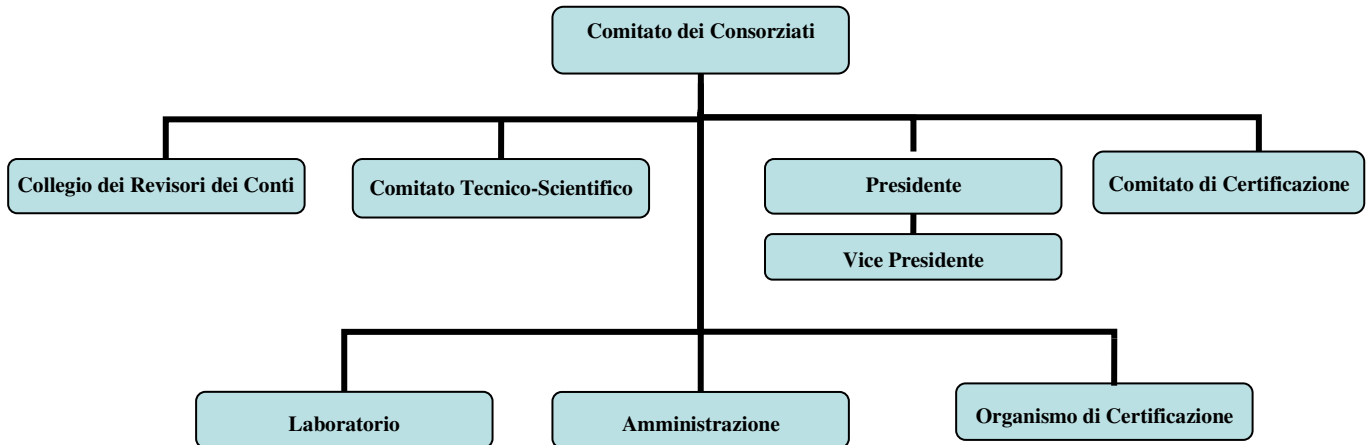 Comitato dei Consorziati
Collegio dei Revisori dei Conti
Comitato Tecnico-Scientifico
Presidente
Comitato di Certificazione
Vice Presidente
Laboratorio
Amministrazione
Organismo di Certificazione